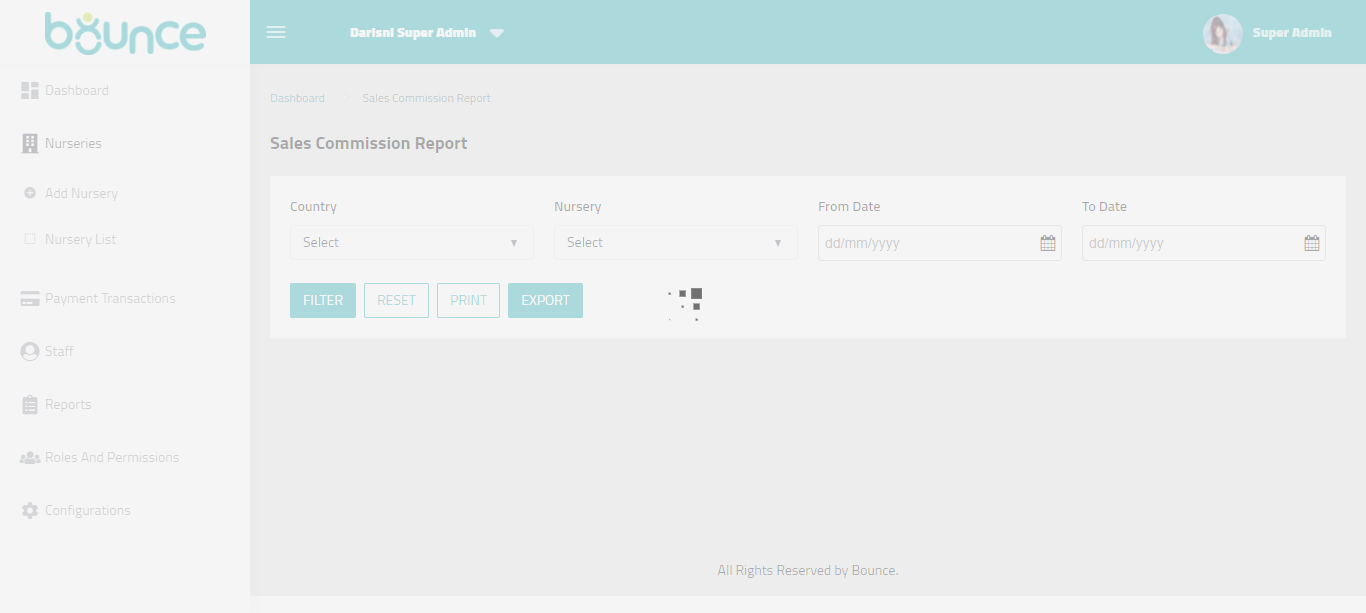 bounce
Darisni Super Admin
Super Admin
Dashboard
Nurseries
Add Nursery
Nursery List
Payment Transactions
Staff
Reports
Roles And Permissions
Configurations
Dashboard
Sales Commission Report
Sales Commission Report
Country
Nursery
From Date
To Date
Select ▼
Select ▼
dd/mm/yyyy
dd/mm/yyyy
FILTER
RESET
PRINT
EXPORT
All Rights Reserved by Bounce.